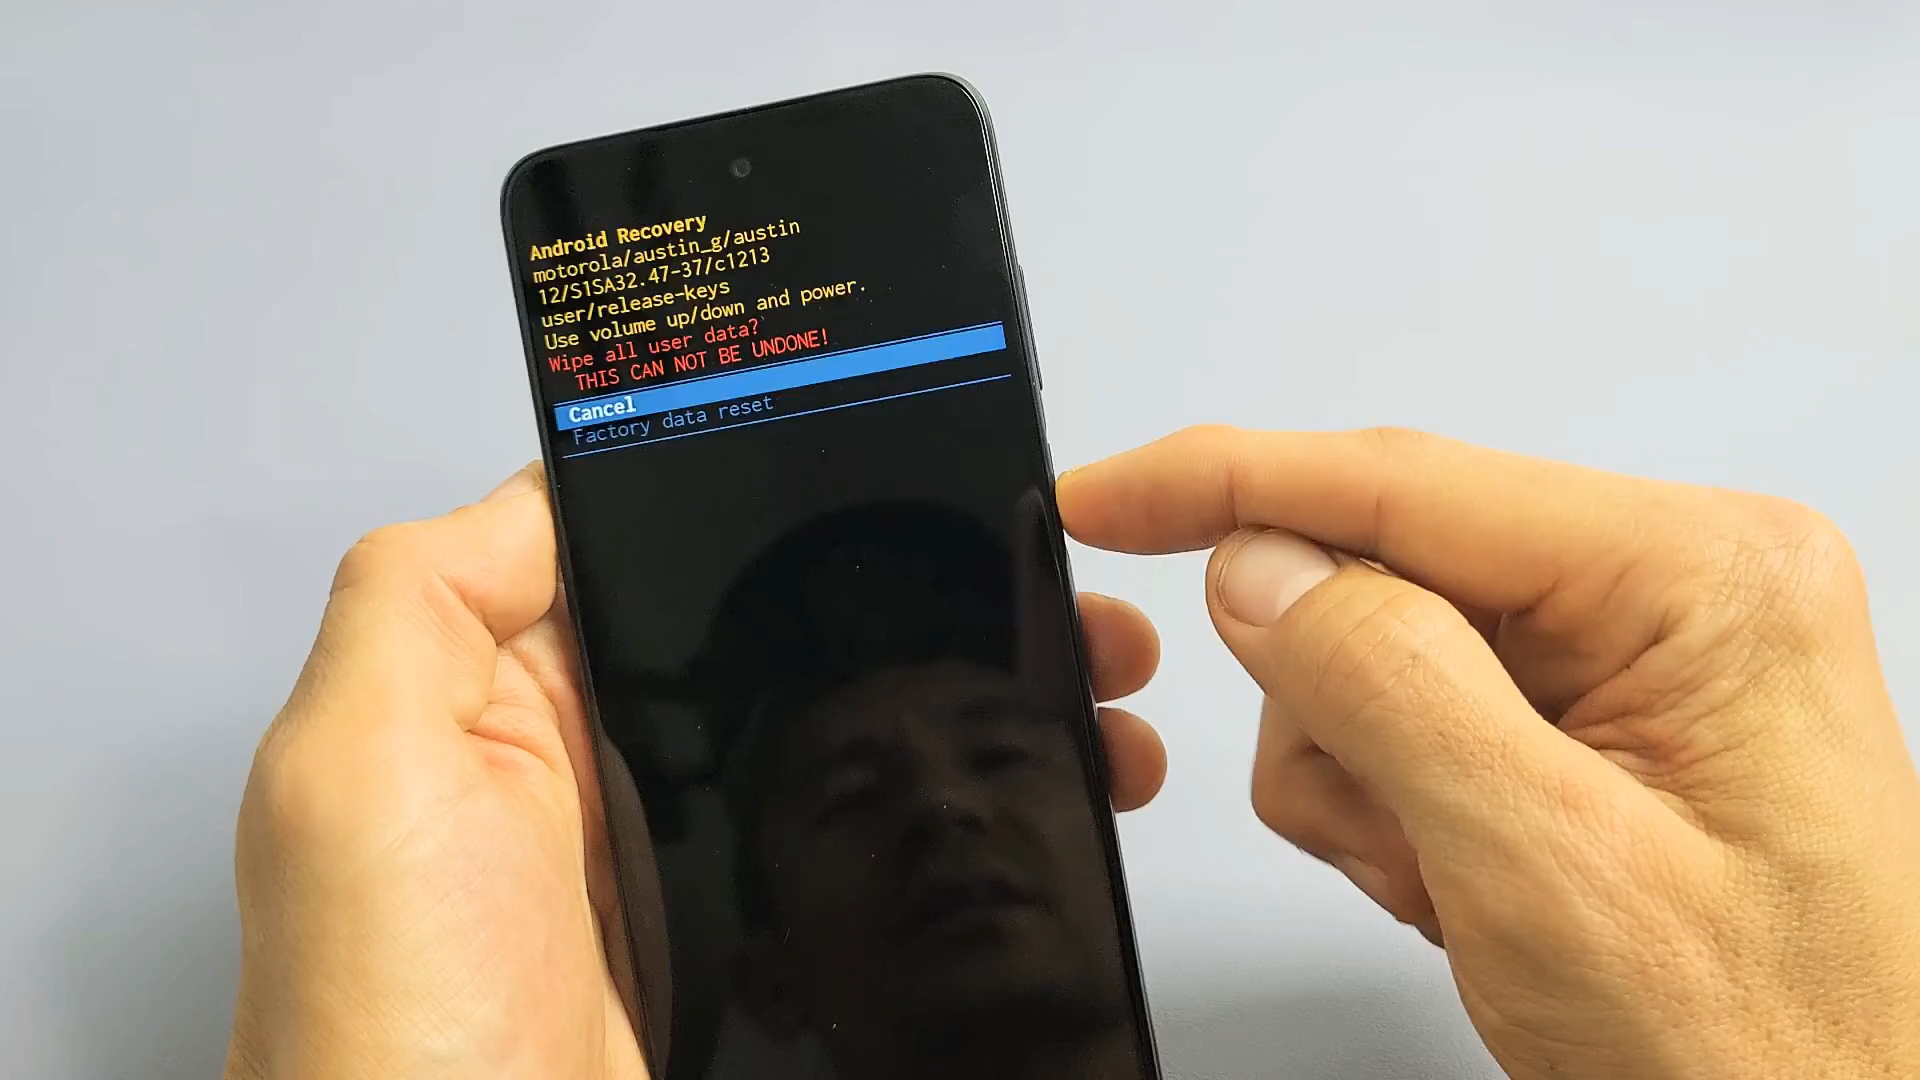 Android Recovery
motorola/austin_g/austin
12/S1SA32.47-37/c1213
user/release-keys
Use volume up/down and power.
Wipe all user data?
THIS CAN NOT BE UNDONE!
Cancel
Factory data reset